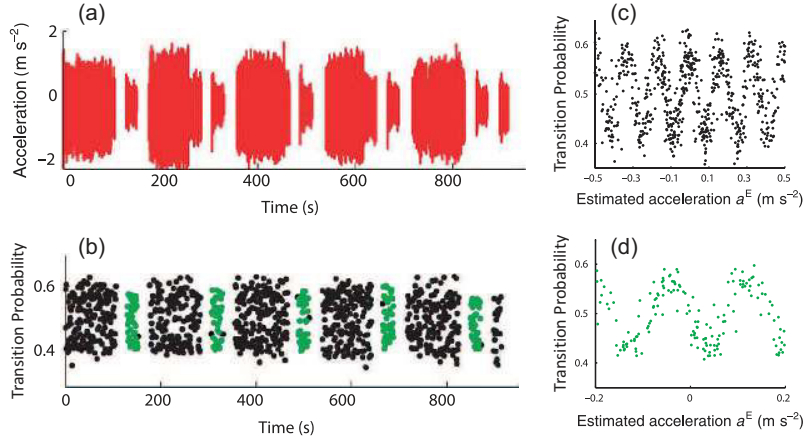 (a)
Acceleration (m s⁻²)
2
0
−2
0 200 400 600 800
Time (s)
(b)
Transition Probability
0.6
0.4
0 200 400 600 800
Time (s)
(c)
Transition Probability
0.6
0.5
0.4
−0.5 −0.3 −0.1 0.1 0.3 0.5
Estimated acceleration aᴱ (m s⁻²)
(d)
Transition Probability
0.6
0.5
0.4
−0.2 0 0.2
Estimated acceleration aᴱ (m s⁻²)